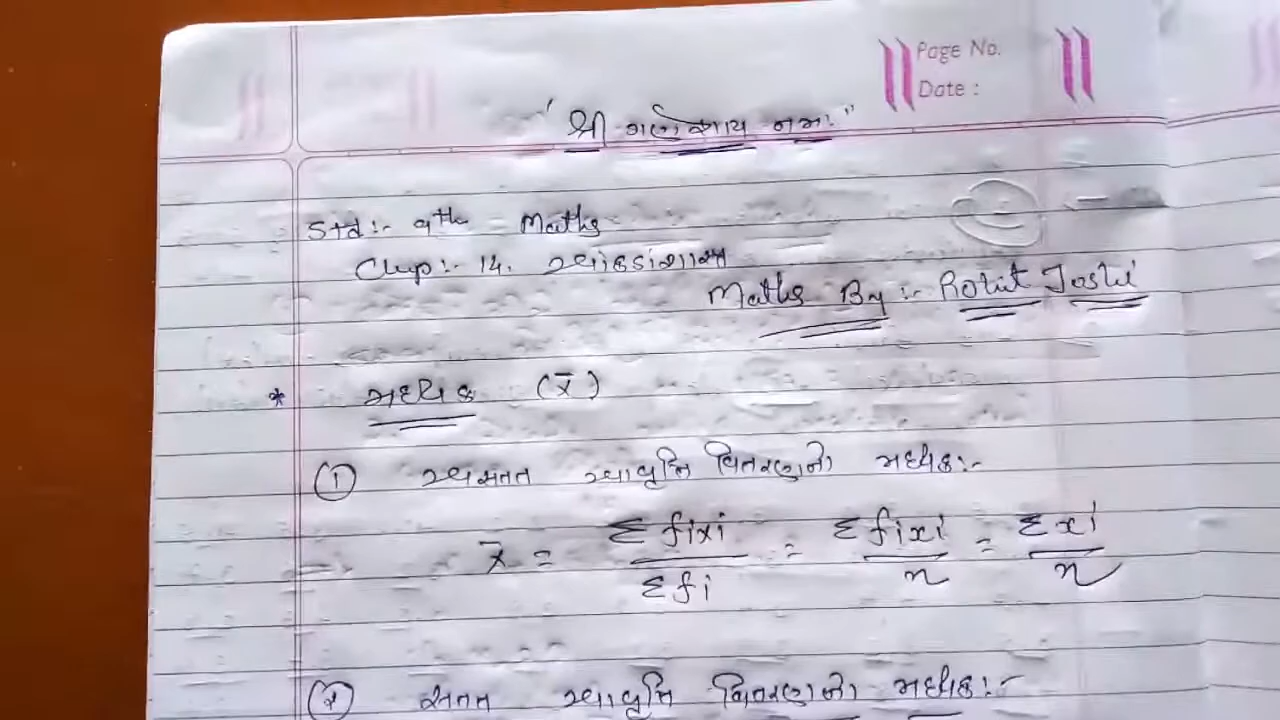 Page No.
Date :
"શ્રી ગણેશાય નમઃ"
Std :- 9th - Maths
Chp :- 14. આંકડાશાસ્ત્ર
Maths By :- Rohit Joshi
* મધ્યક (x̄)
① અસતત આવૃત્તિ વિતરણનો મધ્યક :-
x̄ = Σfixi / Σfi = Σfixi / n = Σxi / n
② સતત આવૃત્તિ વિતરણનો મધ્યક :-